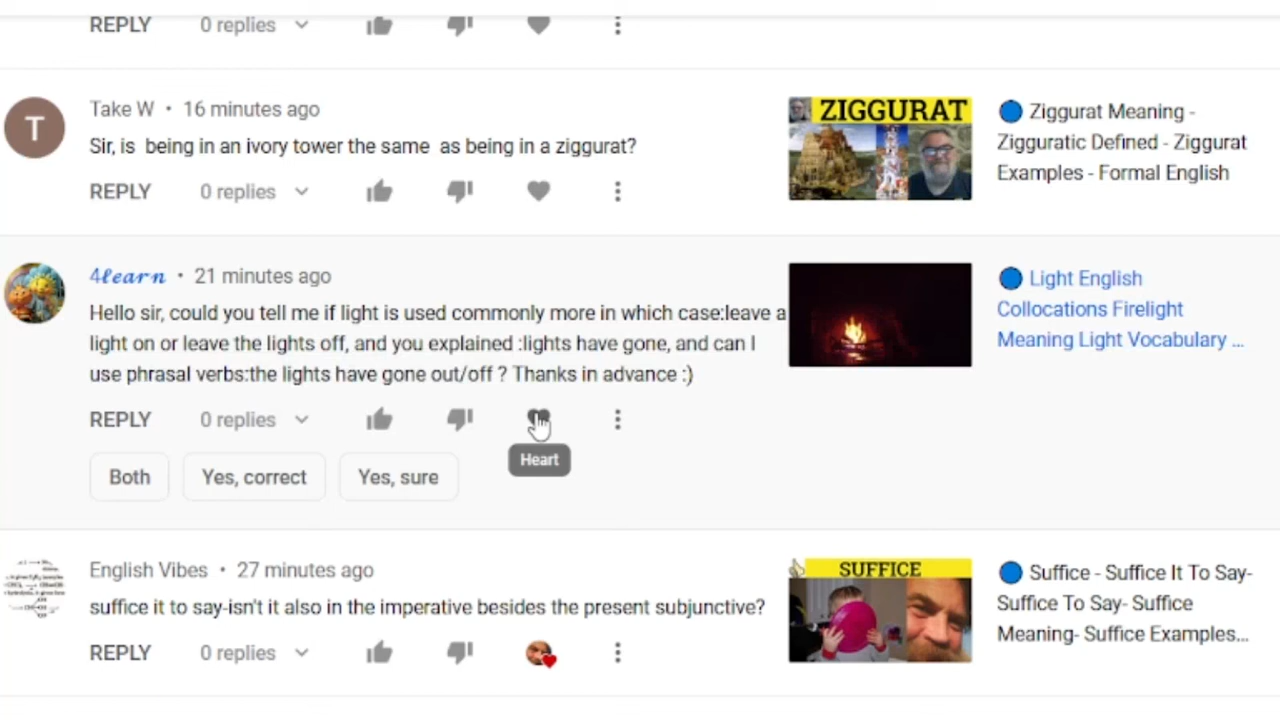 REPLY 0 replies
Take W • 16 minutes ago
Sir, is being in an ivory tower the same as being in a ziggurat?
REPLY 0 replies
T
ZIGGURAT
🔵 Ziggurat Meaning -
Zigguratic Defined - Ziggurat
Examples - Formal English
4𝓵𝓮𝓪𝓻𝓷 • 21 minutes ago
Hello sir, could you tell me if light is used commonly more in which case:leave a
light on or leave the lights off, and you explained :lights have gone, and can I
use phrasal verbs:the lights have gone out/off ? Thanks in advance :)
REPLY 0 replies
Heart
Both Yes, correct Yes, sure
🔵 Light English
Collocations Firelight
Meaning Light Vocabulary ...
English Vibes • 27 minutes ago
suffice it to say-isn't it also in the imperative besides the present subjunctive?
REPLY 0 replies
SUFFICE
🔵 Suffice - Suffice It To Say-
Suffice To Say- Suffice
Meaning- Suffice Examples...